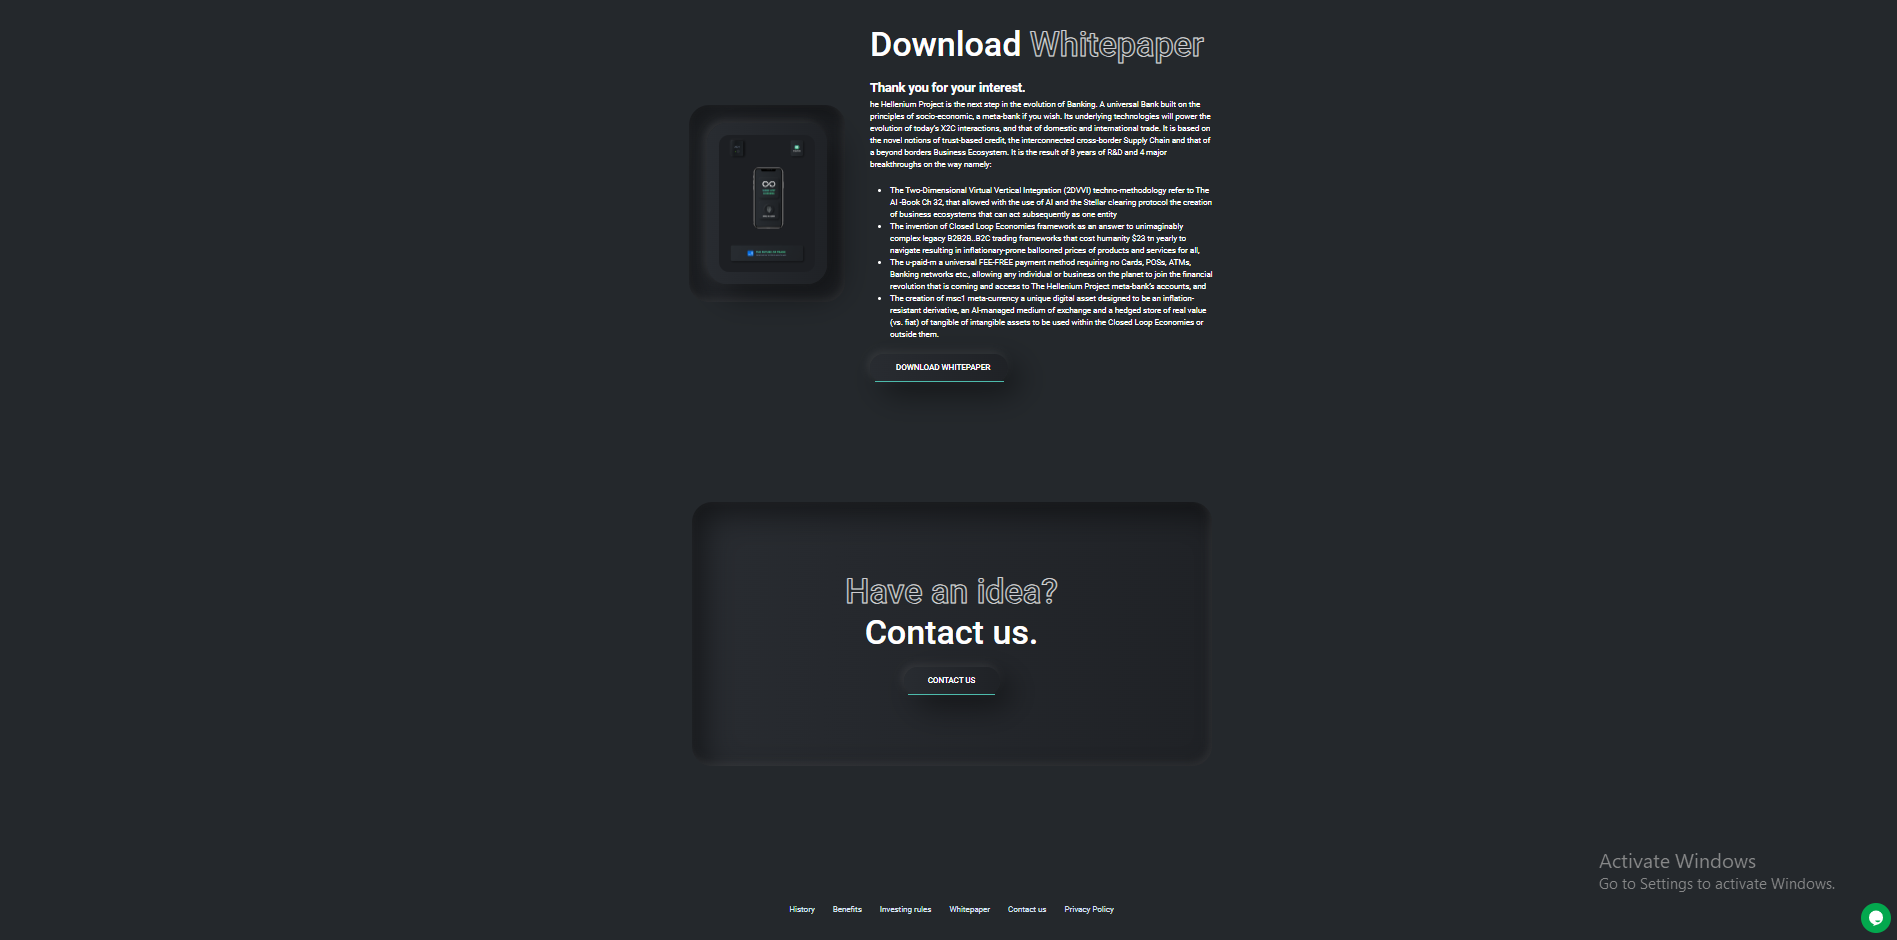 Download Whitepaper
Thank you for your interest.
he Hellenium Project is the next step in the evolution of Banking. A universal Bank built on the
principles of socio-economic, a meta-bank if you wish. Its underlying technologies will power the
evolution of today's X2C interactions, and that of domestic and international trade. It is based on
the novel notions of trust-based credit, the interconnected cross-border Supply Chain and that of
a beyond borders Business Ecosystem. It is the result of 8 years of R&D and 4 major
breakthroughs on the way namely:
• The Two-Dimensional Virtual Vertical Integration (2DVVI) techno-methodology refer to The
AI -Book Ch 32, that allowed with the use of AI and the Stellar clearing protocol the creation
of business ecosystems that can act subsequently as one entity
• The invention of Closed Loop Economies framework as an answer to unimaginably
complex legacy B2B2B..B2C trading frameworks that cost humanity $23 tn yearly to
navigate resulting in inflationary-prone ballooned prices of products and services for all,
• The u-paid-m a universal FEE-FREE payment method requiring no Cards, POSs, ATMs,
Banking networks etc., allowing any individual or business on the planet to join the financial
revolution that is coming and access to The Hellenium Project meta-bank's accounts, and
• The creation of msc1 meta-currency a unique digital asset designed to be an inflation-
resistant derivative, an AI-managed medium of exchange and a hedged store of real value
(vs. fiat) of tangible of intangible assets to be used within the Closed Loop Economies or
outside them.
DOWNLOAD WHITEPAPER
Have an idea?
Contact us.
CONTACT US
Activate Windows
Go to Settings to activate Windows.
History Benefits Investing rules Whitepaper Contact us Privacy Policy